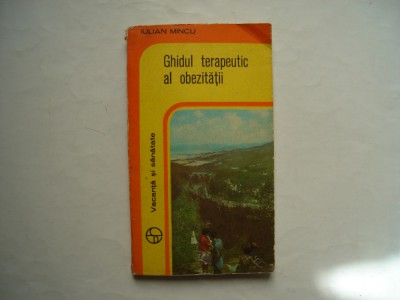 IULIAN MINCU
Ghidul terapeutic
al obezității
Vacanță și sănătate